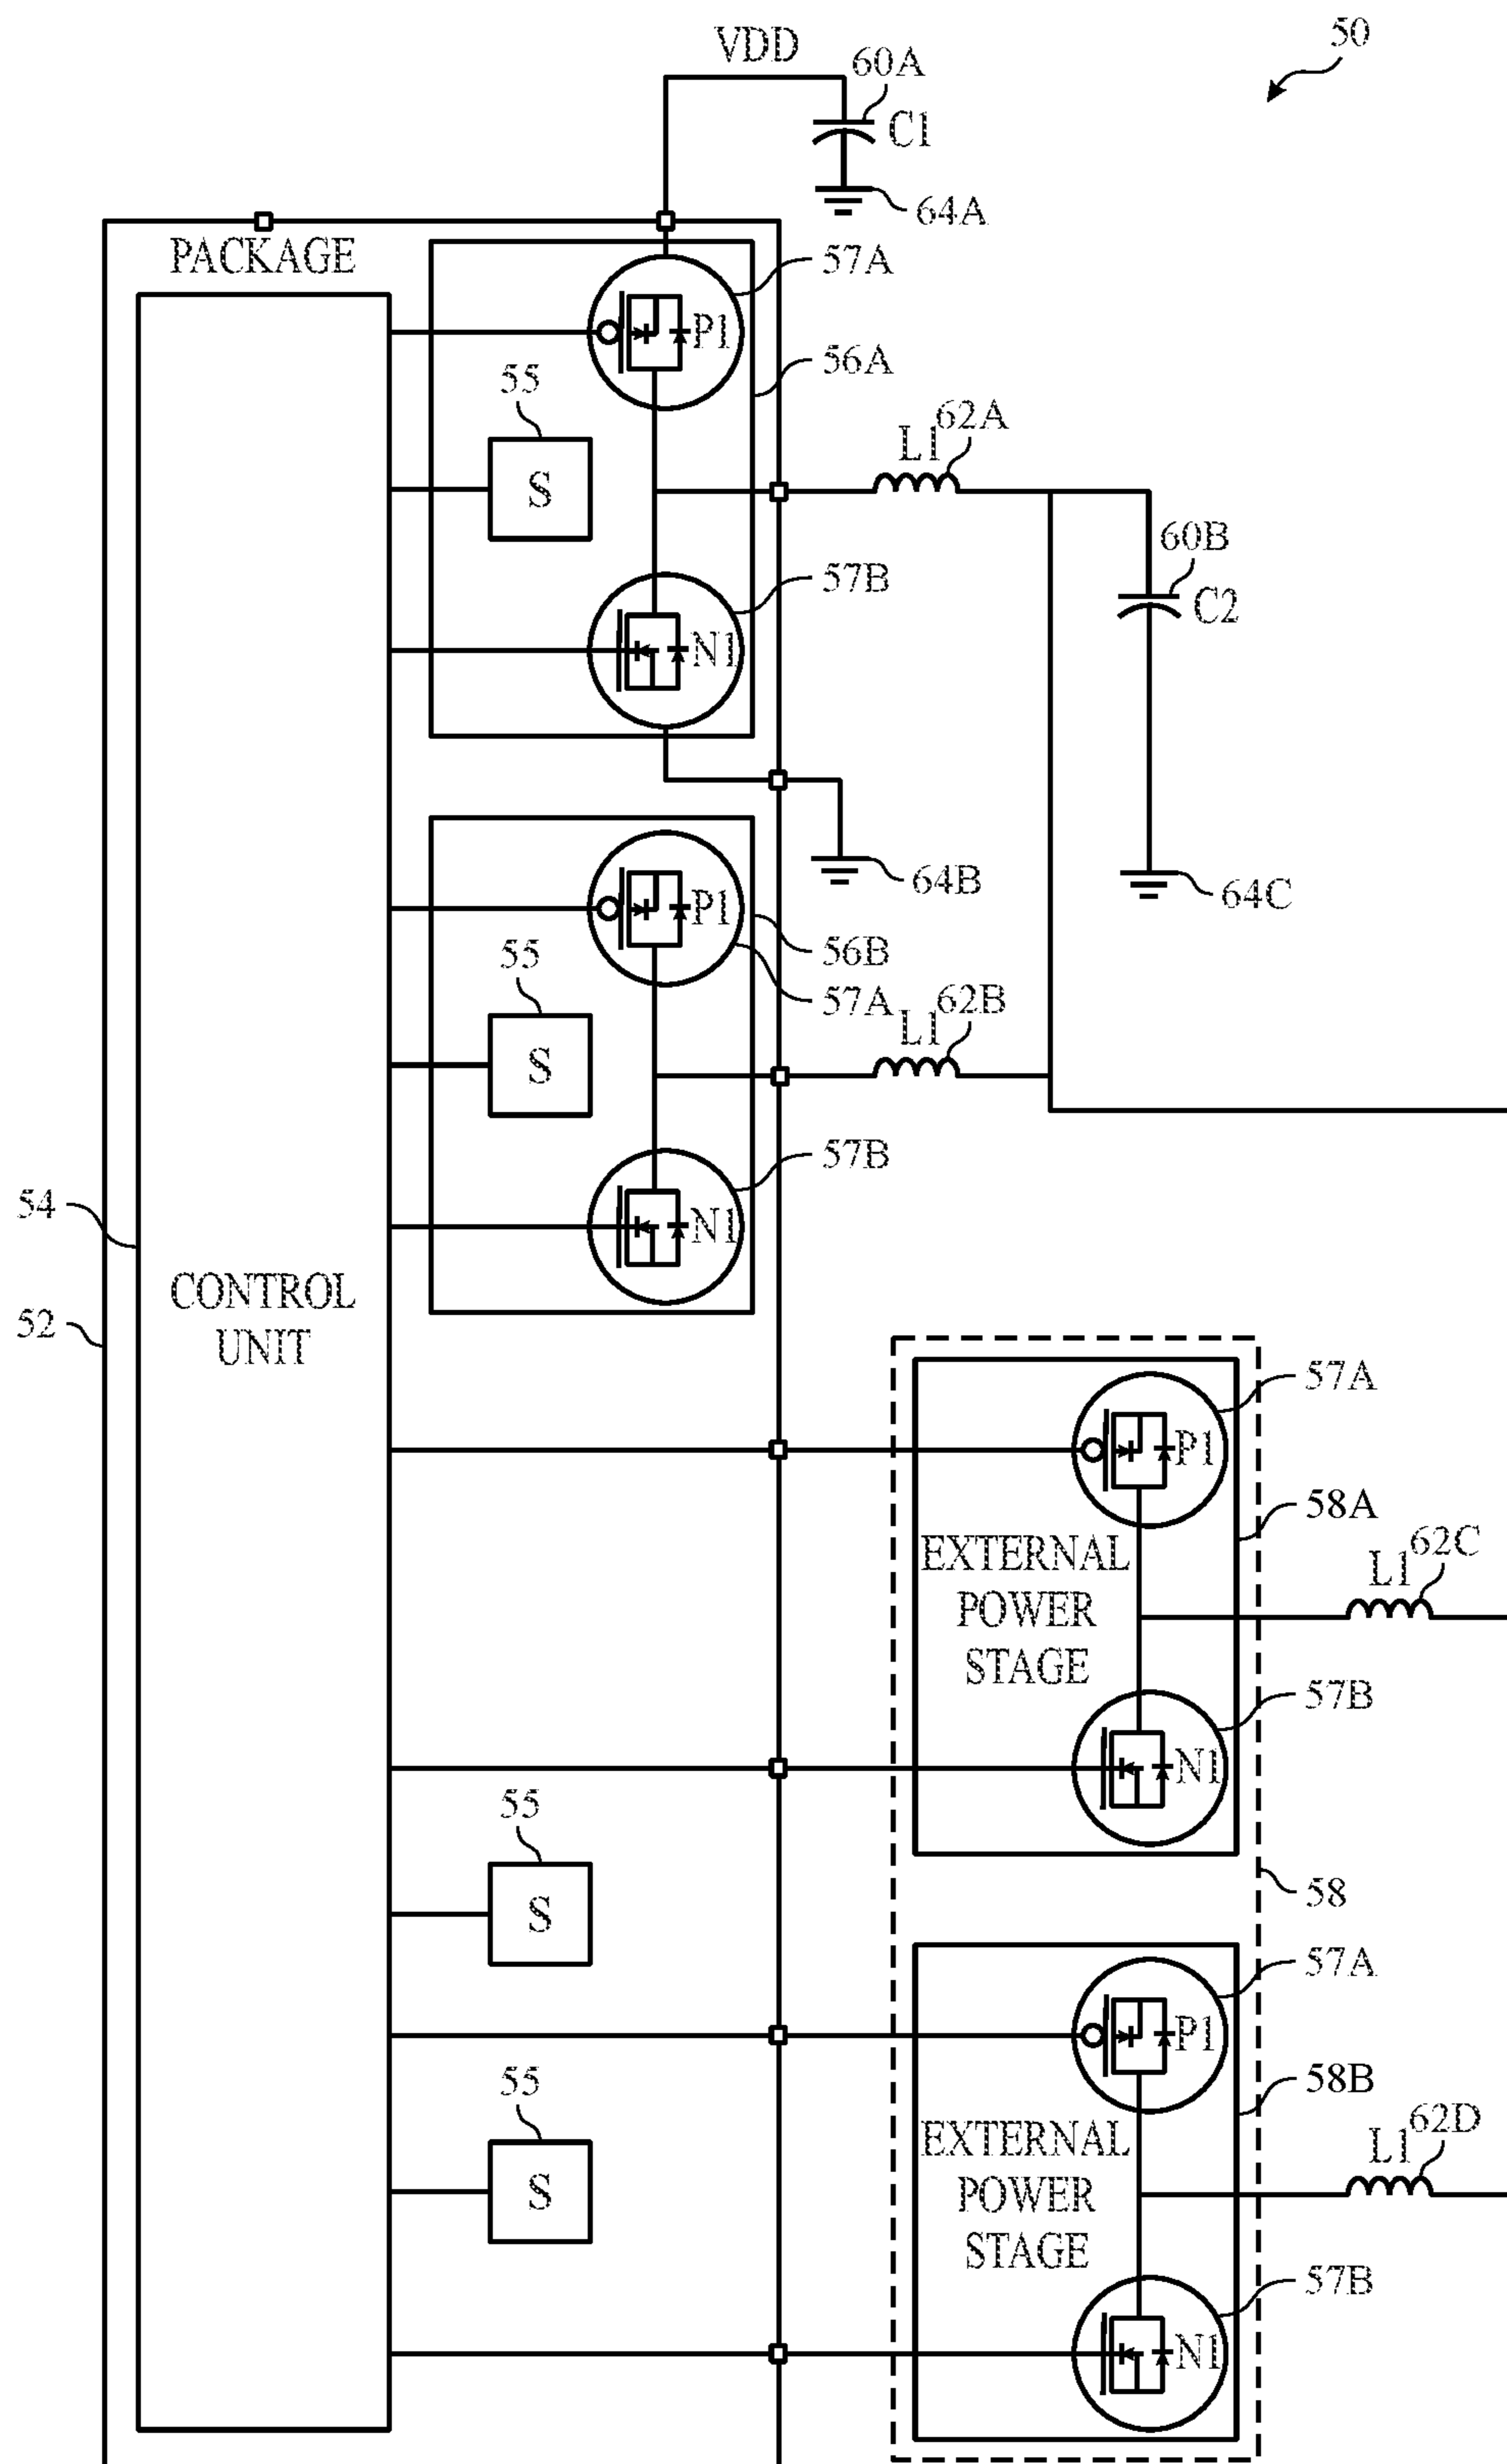 50
VDD
60A
C1
64A
PACKAGE
57A
P1
56A
55
S
L1
62A
60B
C2
57B
N1
64B
64C
P1
56B
57A
55
S
L1
62B
57B
N1
54
CONTROL
UNIT
52
57A
P1
58A
EXTERNAL
POWER
STAGE
L1
62C
57B
N1
55
S
58
57A
P1
55
S
58B
EXTERNAL
POWER
STAGE
L1
62D
57B
N1